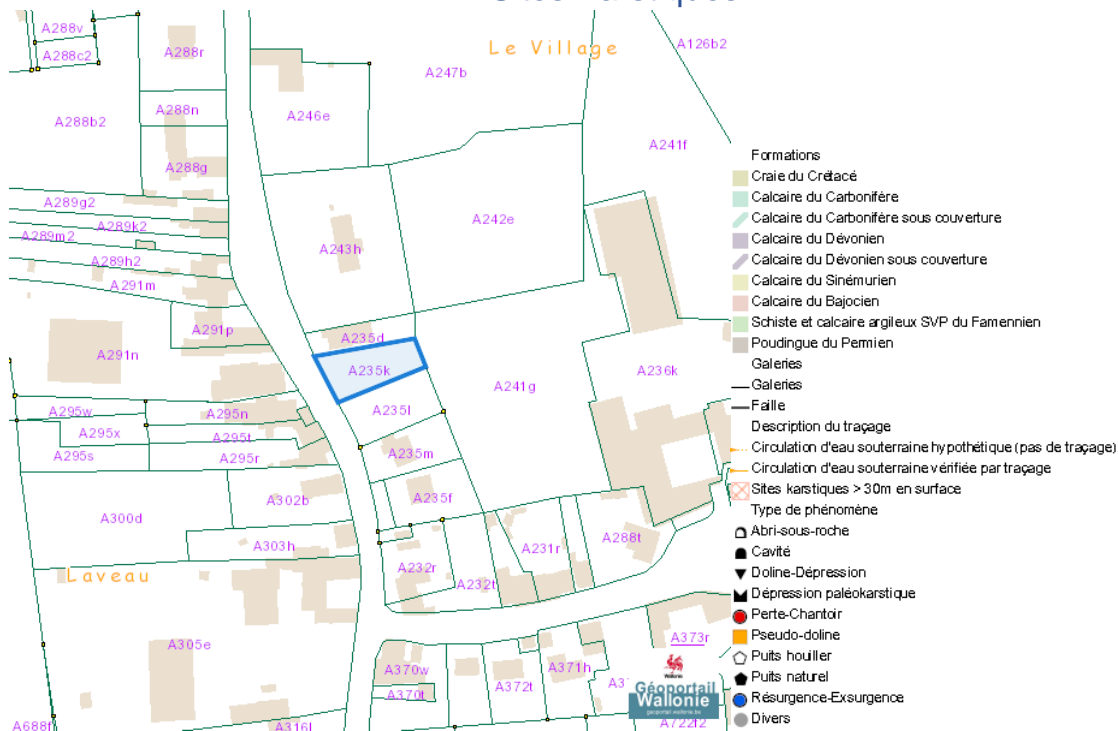 Le Village
A288v
A288c2
A288r
A247b
A126b2
A288b2
A288n
A246e
A241f
A288g
A289g2
A289k2
A289m2
A289h2
A291m
A242e
A243h
A291p
A291n
A235d
A235k
A241g
A236k
A235l
A295w
A295n
A295x
A295t
A295s
A295r
A235m
A235f
A302b
A300d
A303h
A231r
A288t
A232r
A232t
Laveau
A305e
A370w
A370t
A372t
A371h
A373r
A316l
A688f
A722f2
Formations
Craie du Crétacé
Calcaire du Carbonifére
Calcaire du Carbonifére sous couverture
Calcaire du Dévonien
Calcaire du Dévonien sous couverture
Calcaire du Sinémurien
Calcaire du Bajocien
Schiste et calcaire argileux SVP du Famennien
Poudingue du Permien
Galeries
Galeries
Faille
Description du traçage
Circulation d'eau souterraine hypothétique (pas de traçage)
Circulation d'eau souterraine vérifiée par traçage
Sites karstiques > 30m en surface
Type de phénomène
Abri-sous-roche
Cavité
Doline-Dépression
Dépression paléokarstique
Perte-Chantoir
Pseudo-doline
Puits houiller
Puits naturel
Résurgence-Exsurgence
Divers
Wallonie
Géoportail
Wallonie
geoportail.wallonie.be